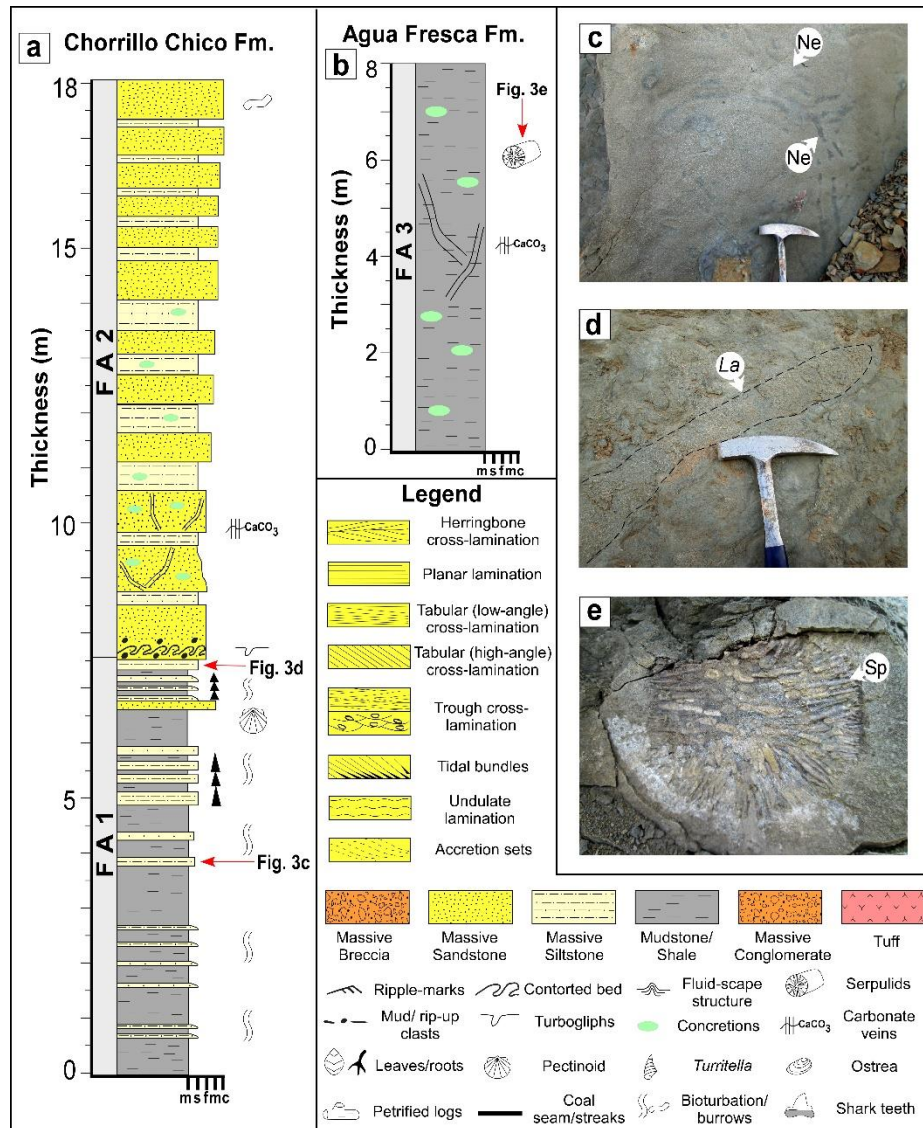 a
Chorrillo Chico Fm.
Thickness (m)
18
15
10
5
0
F A 2
F A 1
CaCO3
Fig. 3d
Fig. 3c
m s f m c
Agua Fresca Fm.
b
Thickness (m)
8
6
4
2
0
F A 3
Fig. 3e
CaCO3
m s f m c
Legend
Herringbone
cross-lamination
Planar lamination
Tabular (low-angle)
cross-lamination
Tabular (high-angle)
cross-lamination
Trough cross-
lamination
Tidal bundles
Undulate
lamination
Accretion sets
c
Ne
Ne
d
La
e
Sp
Massive
Breccia
Massive
Sandstone
Massive
Siltstone
Mudstone/
Shale
Massive
Conglomerate
Tuff
Ripple-marks
Contorted bed
Fluid-scape
structure
Serpulids
Mud/ rip-up
clasts
Turbogliphs
Concretions
CaCO3
Carbonate
veins
Leaves/roots
Pectinoid
Turritella
Ostrea
Petrified logs
Coal
seam/streaks
Bioturbation/
burrows
Shark teeth